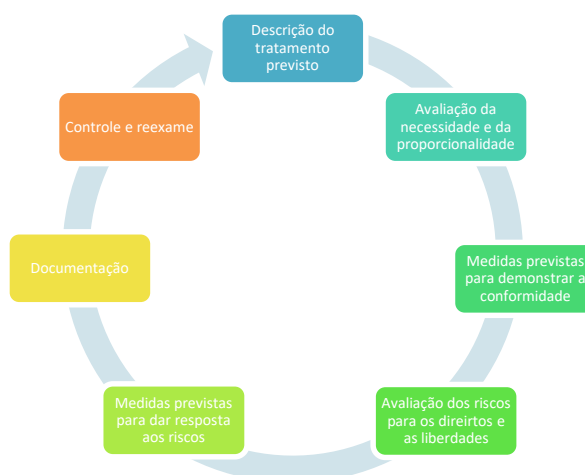 Descrição do
tratamento
previsto
Avaliação da
necessidade e da
proporcionalidade
Medidas previstas
para demonstrar a
conformidade
Avaliação dos riscos
para os direirtos e
as liberdades
Medidas previstas
para dar resposta
aos riscos
Documentação
Controle e reexame